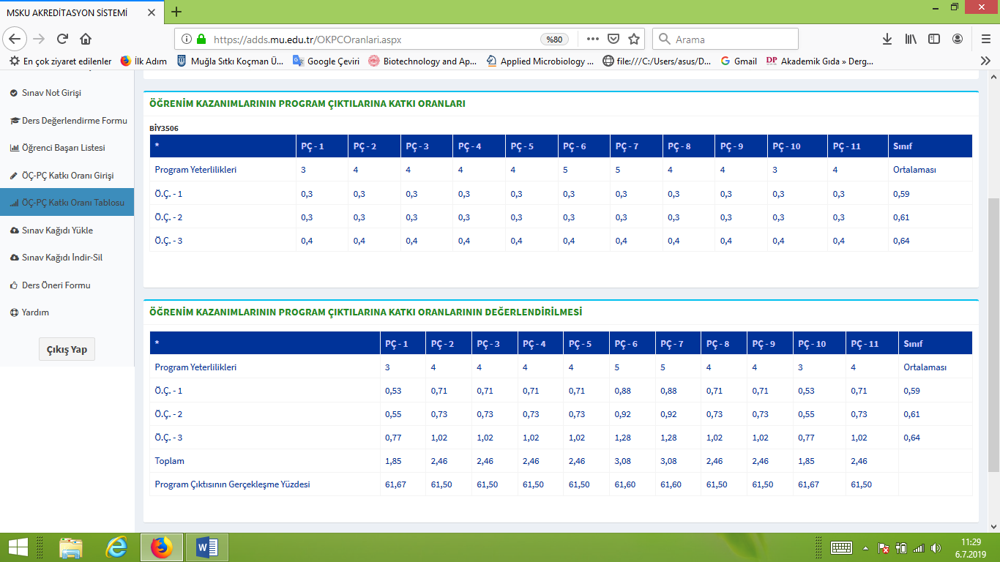 MSKU AKREDİTASYON SİSTEMİ
https://adds.mu.edu.tr/OKPCOranlari.aspx %80 Arama
En çok ziyaret edilenler İlk Adım Muğla Sıtkı Koçman Ü... Google Çeviri Biotechnology and Ap... Applied Microbiology ... file:///C:/Users/asus/D... Gmail DP Akademik Gıda » Derg...
Sınav Not Girişi
Ders Değerlendirme Formu
Öğrenci Başarı Listesi
ÖÇ-PÇ Katkı Oranı Girişi
ÖÇ-PÇ Katkı Oranı Tablosu
Sınav Kağıdı Yükle
Sınav Kağıdı İndir-Sil
Ders Öneri Formu
Yardım
Çıkış Yap
ÖĞRENİM KAZANIMLARININ PROGRAM ÇIKTILARINA KATKI ORANLARI
BİY3506
* PÇ - 1 PÇ - 2 PÇ - 3 PÇ - 4 PÇ - 5 PÇ - 6 PÇ - 7 PÇ - 8 PÇ - 9 PÇ - 10 PÇ - 11 Sınıf
Program Yeterlilikleri 3 4 4 4 4 5 5 4 4 3 4 Ortalaması
Ö.Ç. - 1 0,3 0,3 0,3 0,3 0,3 0,3 0,3 0,3 0,3 0,3 0,3 0,59
Ö.Ç. - 2 0,3 0,3 0,3 0,3 0,3 0,3 0,3 0,3 0,3 0,3 0,3 0,61
Ö.Ç. - 3 0,4 0,4 0,4 0,4 0,4 0,4 0,4 0,4 0,4 0,4 0,4 0,64
ÖĞRENİM KAZANIMLARININ PROGRAM ÇIKTILARINA KATKI ORANLARININ DEĞERLENDİRİLMESİ
* PÇ - 1 PÇ - 2 PÇ - 3 PÇ - 4 PÇ - 5 PÇ - 6 PÇ - 7 PÇ - 8 PÇ - 9 PÇ - 10 PÇ - 11 Sınıf
Program Yeterlilikleri 3 4 4 4 4 5 5 4 4 3 4 Ortalaması
Ö.Ç. - 1 0,53 0,71 0,71 0,71 0,71 0,88 0,88 0,71 0,71 0,53 0,71 0,59
Ö.Ç. - 2 0,55 0,73 0,73 0,73 0,73 0,92 0,92 0,73 0,73 0,55 0,73 0,61
Ö.Ç. - 3 0,77 1,02 1,02 1,02 1,02 1,28 1,28 1,02 1,02 0,77 1,02 0,64
Toplam 1,85 2,46 2,46 2,46 2,46 3,08 3,08 2,46 2,46 1,85 2,46
Program Çıktısının Gerçekleşme Yüzdesi 61,67 61,50 61,50 61,50 61,50 61,60 61,60 61,50 61,50 61,67 61,50
11:29
6.7.2019